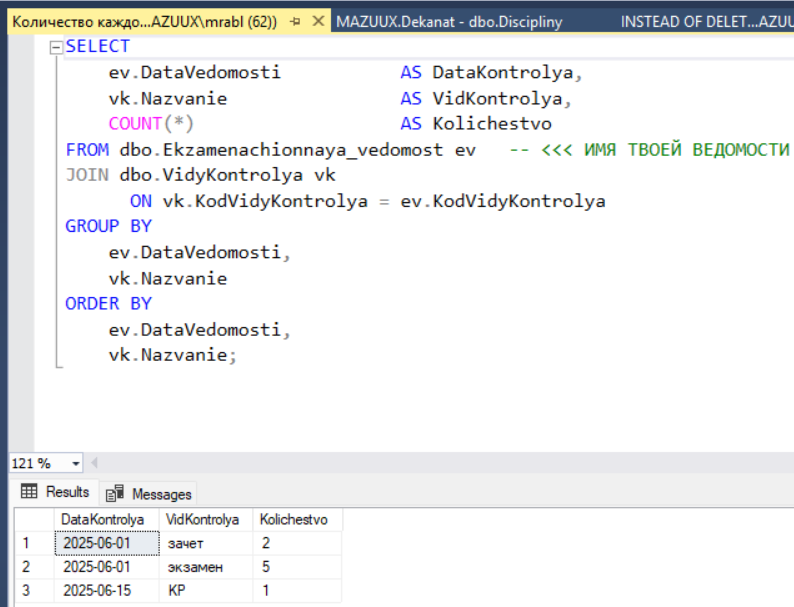 Количество каждо...AZUUX\mrabl (62)) MAZUUX.Dekanat - dbo.Discipliny INSTEAD OF DELET...AZUU
SELECT
ev.DataVedomosti AS DataKontrolya,
vk.Nazvanie AS VidKontrolya,
COUNT(*) AS Kolichestvo
FROM dbo.Ekzamenachionnaya_vedomost ev -- <<< ИМЯ ТВОЕЙ ВЕДОМОСТИ
JOIN dbo.VidyKontrolya vk
ON vk.KodVidyKontrolya = ev.KodVidyKontrolya
GROUP BY
ev.DataVedomosti,
vk.Nazvanie
ORDER BY
ev.DataVedomosti,
vk.Nazvanie;
121 %
Results Messages
DataKontrolya VidKontrolya Kolichestvo
1 2025-06-01 зачет 2
2 2025-06-01 экзамен 5
3 2025-06-15 КР 1